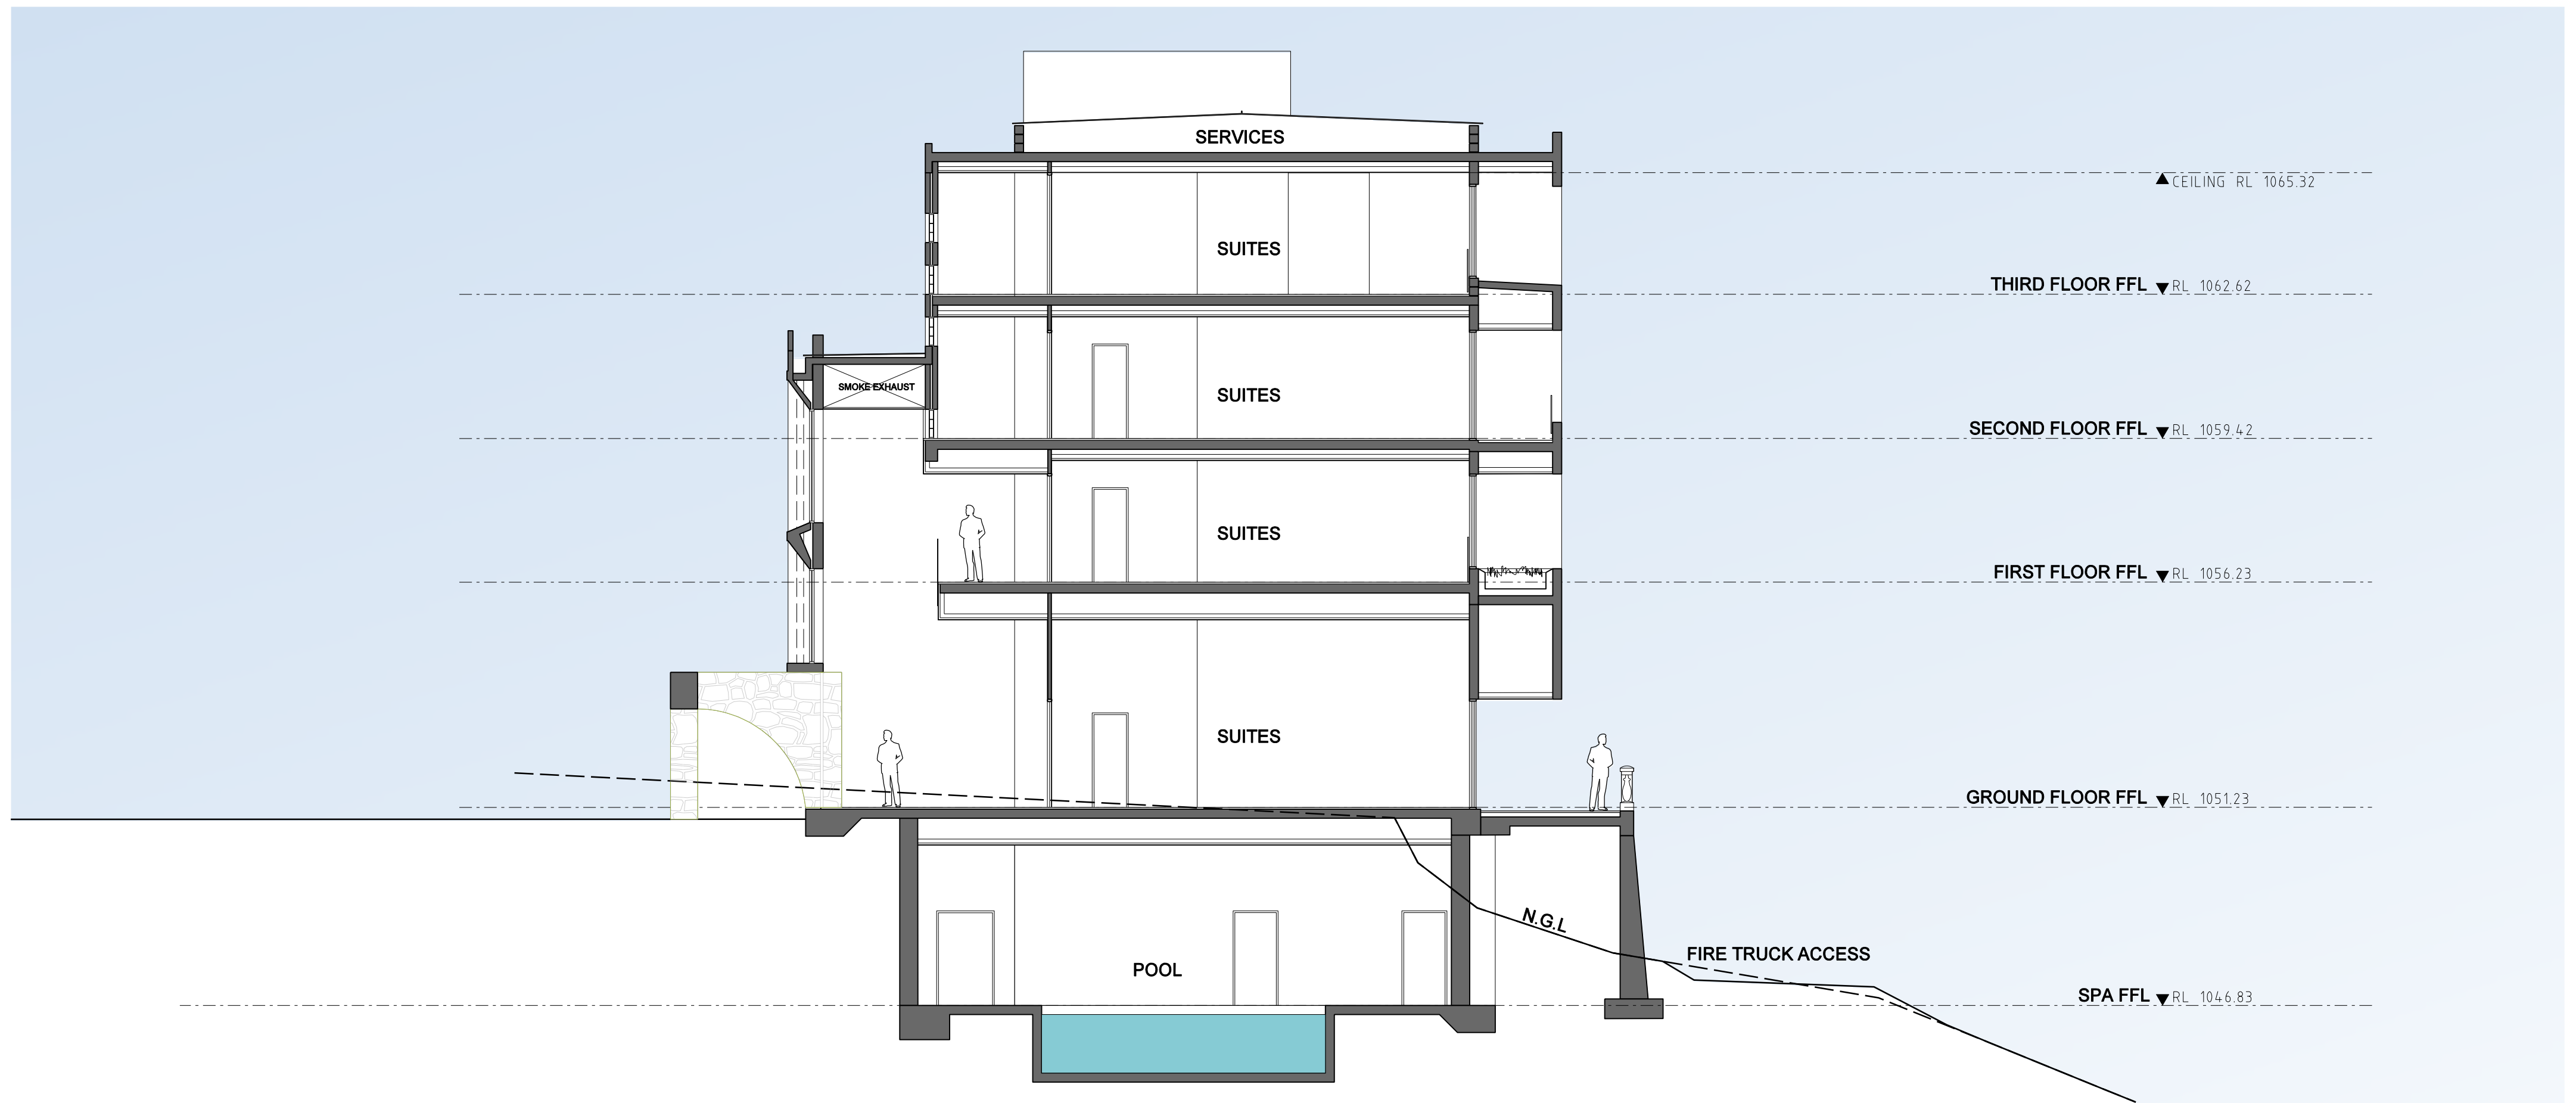 SERVICES
CEILING RL 1065.32
SUITES
THIRD FLOOR FFL RL 1062.62
SMOKE EXHAUST
SUITES
SECOND FLOOR FFL RL 1059.42
SUITES
FIRST FLOOR FFL RL 1056.23
SUITES
GROUND FLOOR FFL RL 1051.23
N.G.L
FIRE TRUCK ACCESS
POOL
SPA FFL RL 1046.83